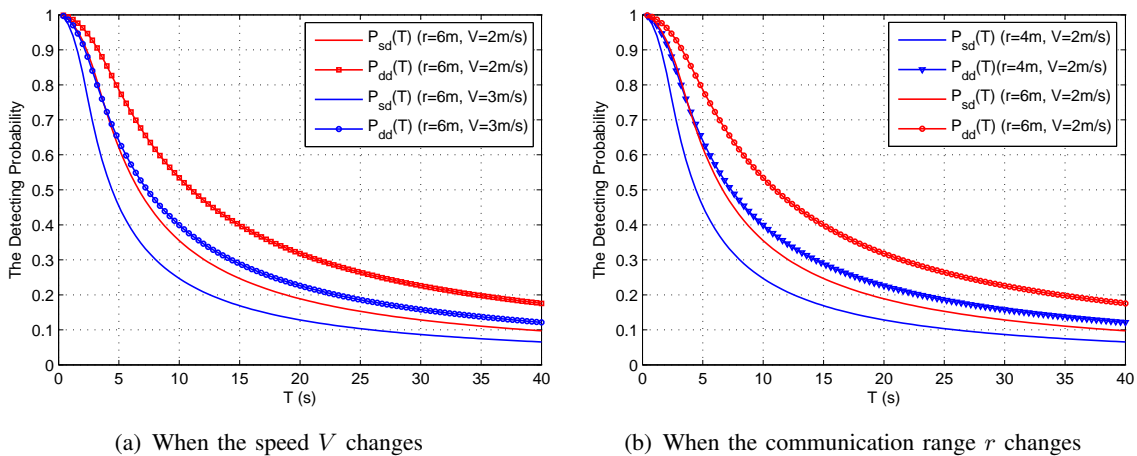 The Detecting Probability
1
0.9
0.8
0.7
0.6
0.5
0.4
0.3
0.2
0.1
0
P_sd(T) (r=6m, V=2m/s)
P_dd(T) (r=6m, V=2m/s)
P_sd(T) (r=6m, V=3m/s)
P_dd(T) (r=6m, V=3m/s)
0 5 10 15 20 25 30 35 40
T (s)
(a) When the speed V changes
The Detecting Probability
1
0.9
0.8
0.7
0.6
0.5
0.4
0.3
0.2
0.1
0
P_sd(T) (r=4m, V=2m/s)
P_dd(T)(r=4m, V=2m/s)
P_sd(T) (r=6m, V=2m/s)
P_dd(T) (r=6m, V=2m/s)
0 5 10 15 20 25 30 35 40
T (s)
(b) When the communication range r changes